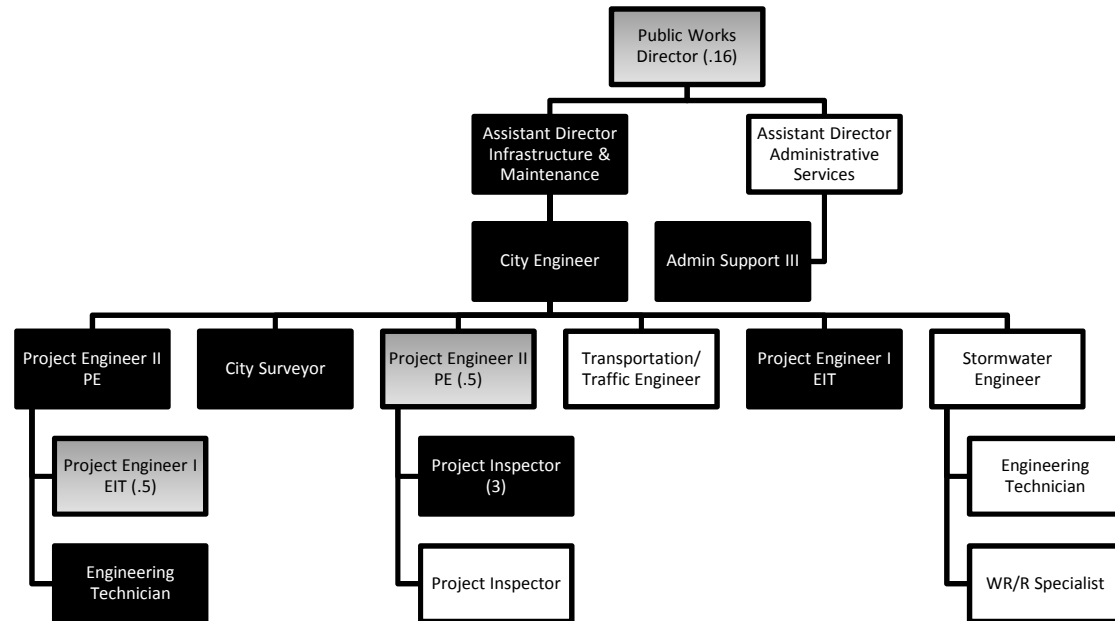 Public Works
Director (.16)
Assistant Director
Infrastructure &
Maintenance
Assistant Director
Administrative
Services
City Engineer
Admin Support III
Project Engineer II
PE
City Surveyor
Project Engineer II
PE (.5)
Transportation/
Traffic Engineer
Project Engineer I
EIT
Stormwater
Engineer
Project Engineer I
EIT (.5)
Project Inspector
(3)
Engineering
Technician
Engineering
Technician
Project Inspector
WR/R Specialist